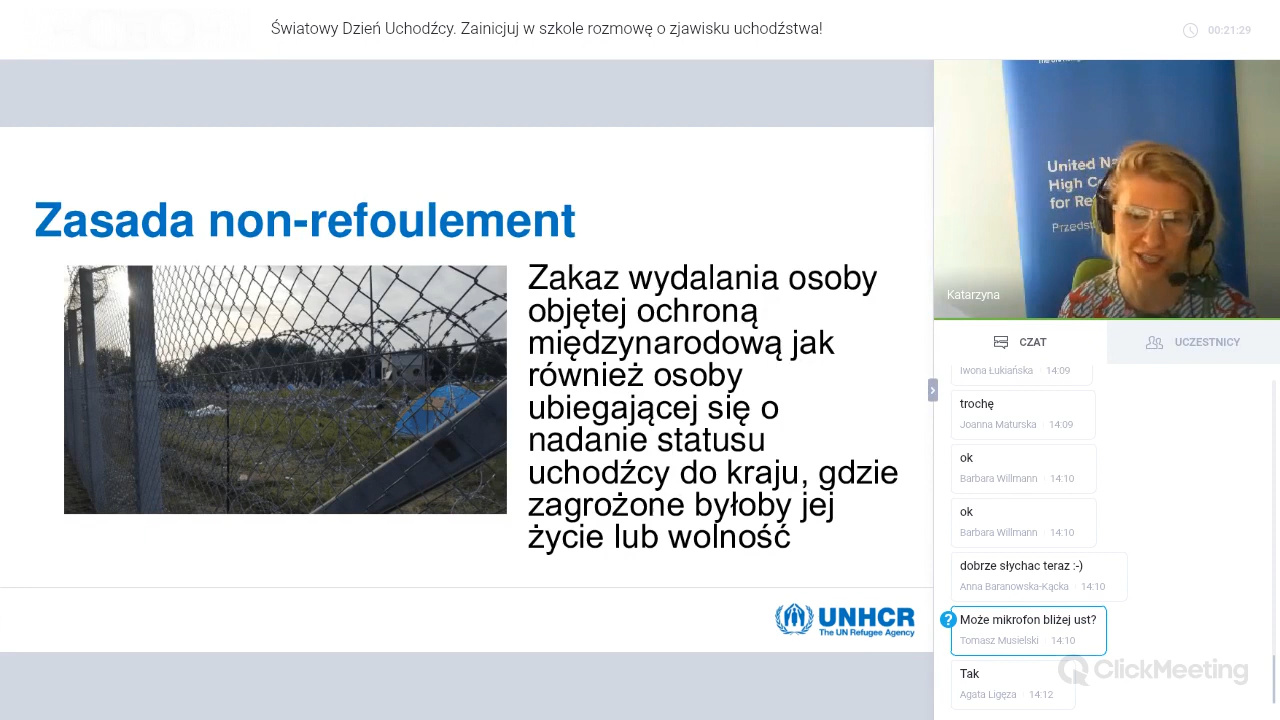 Światowy Dzień Uchodźcy. Zainicjuj w szkole rozmowę o zjawisku uchodźstwa!
00:21:29
Zasada non-refoulement
Zakaz wydalania osoby
objętej ochroną
międzynarodową jak
również osoby
ubiegającej się o
nadanie statusu
uchodźcy do kraju, gdzie
zagrożone byłoby jej
życie lub wolność
UNHCR
The UN Refugee Agency
United
High
for
Katarzyna
CZAT
UCZESTNICY
Iwona Łukiańska 14:09
trochę
Joanna Maturska 14:09
ok
Barbara Willmann 14:10
ok
Barbara Willmann 14:10
dobrze słychac teraz :-)
Anna Baranowska-Kącka 14:10
? Może mikrofon bliżej ust?
Tomasz Musielski 14:10
Tak
Agata Ligęza 14:12
ClickMeeting